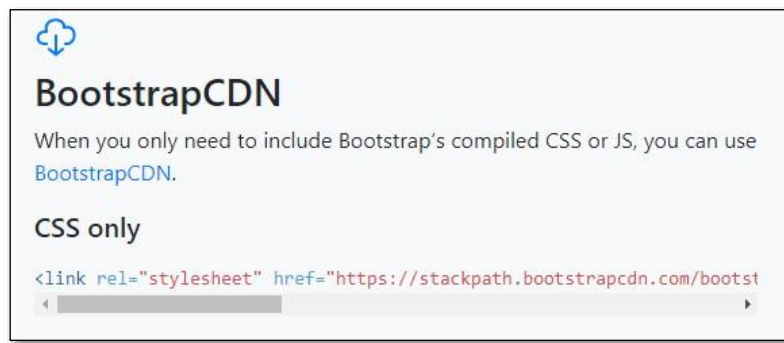 BootstrapCDN
When you only need to include Bootstrap's compiled CSS or JS, you can use
BootstrapCDN.
CSS only
<link rel="stylesheet" href="https://stackpath.bootstrapcdn.com/bootst